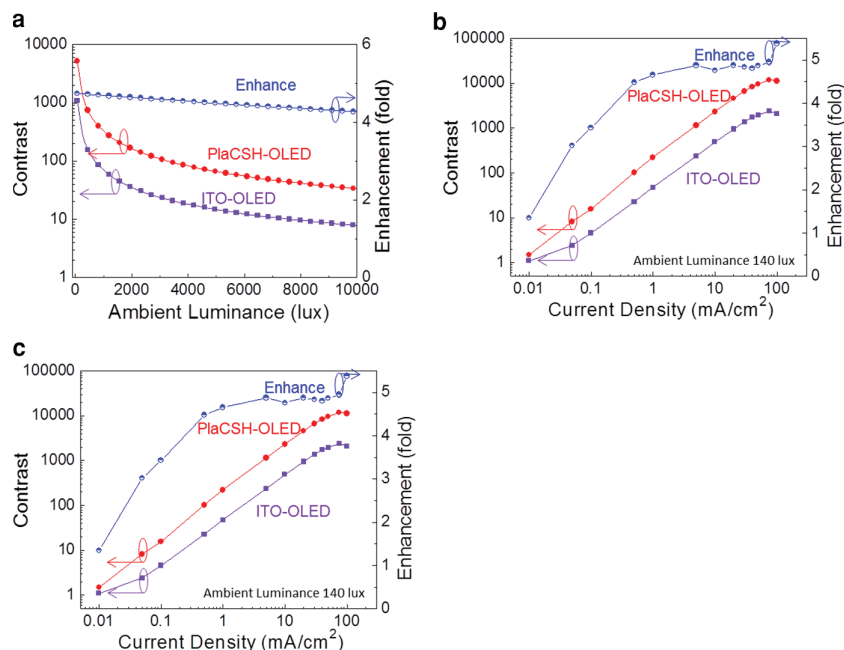 a
10000
1000
100
10
1
Contrast
6
4
2
0
Enhancement (fold)
Enhance
PlaCSH-OLED
ITO-OLED
0 2000 4000 6000 8000 10000
Ambient Luminance (lux)
b
100000
10000
1000
100
10
1
Contrast
5
4
3
2
1
0
Enhancement (fold)
Enhance
PlaCSH-OLED
ITO-OLED
Ambient Luminance 140 lux
0.01 0.1 1 10 100
Current Density (mA/cm²)
c
100000
10000
1000
100
10
1
Contrast
5
4
3
2
1
0
Enhancement (fold)
Enhance
PlaCSH-OLED
ITO-OLED
Ambient Luminance 140 lux
0.01 0.1 1 10 100
Current Density (mA/cm²)